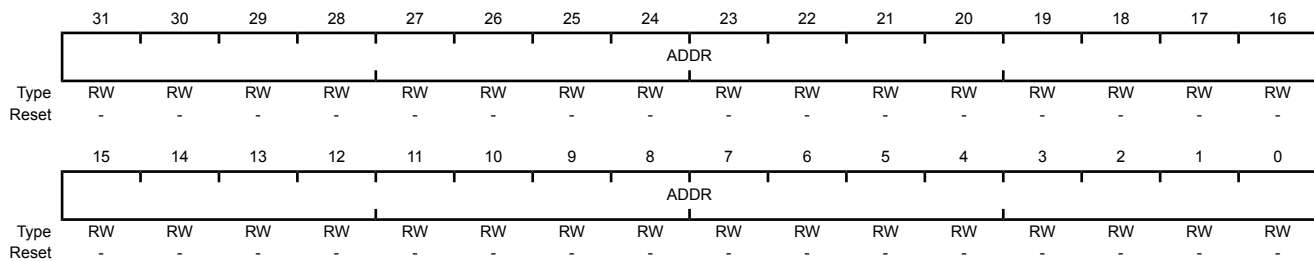 31 30 29 28 27 26 25 24 23 22 21 20 19 18 17 16
ADDR
Type RW RW RW RW RW RW RW RW RW RW RW RW RW RW RW RW
Reset - - - - - - - - - - - - - - - -
15 14 13 12 11 10 9 8 7 6 5 4 3 2 1 0
ADDR
Type RW RW RW RW RW RW RW RW RW RW RW RW RW RW RW RW
Reset - - - - - - - - - - - - - - - -